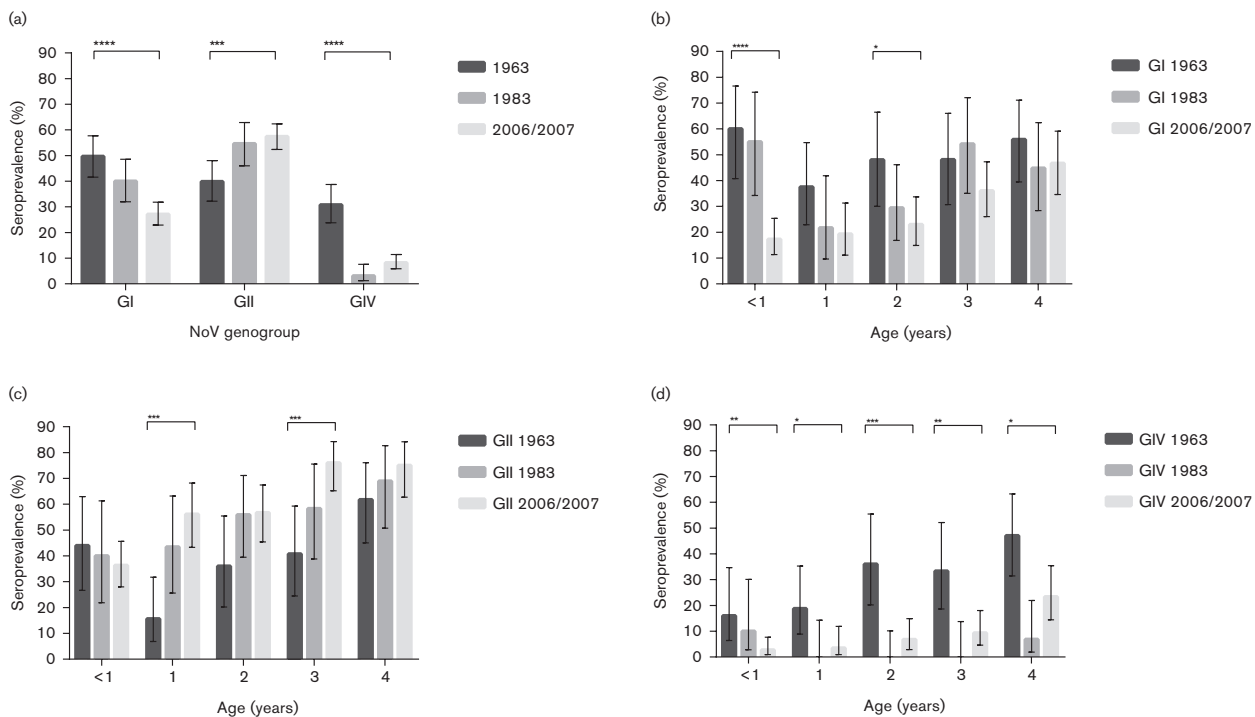 (a)
**** *** ****
90
80
70
60
50
40
30
20
10
0
Seroprevalence (%)
GI GII GIV
NoV genogroup
1963
1983
2006/2007
(b)
**** *
90
80
70
60
50
40
30
20
10
0
Seroprevalence (%)
<1 1 2 3 4
Age (years)
GI 1963
GI 1983
GI 2006/2007
(c)
*** ***
90
80
70
60
50
40
30
20
10
0
Seroprevalence (%)
<1 1 2 3 4
Age (years)
GII 1963
GII 1983
GII 2006/2007
(d)
** * *** ** *
90
80
70
60
50
40
30
20
10
0
Seroprevalence (%)
<1 1 2 3 4
Age (years)
GIV 1963
GIV 1983
GIV 2006/2007